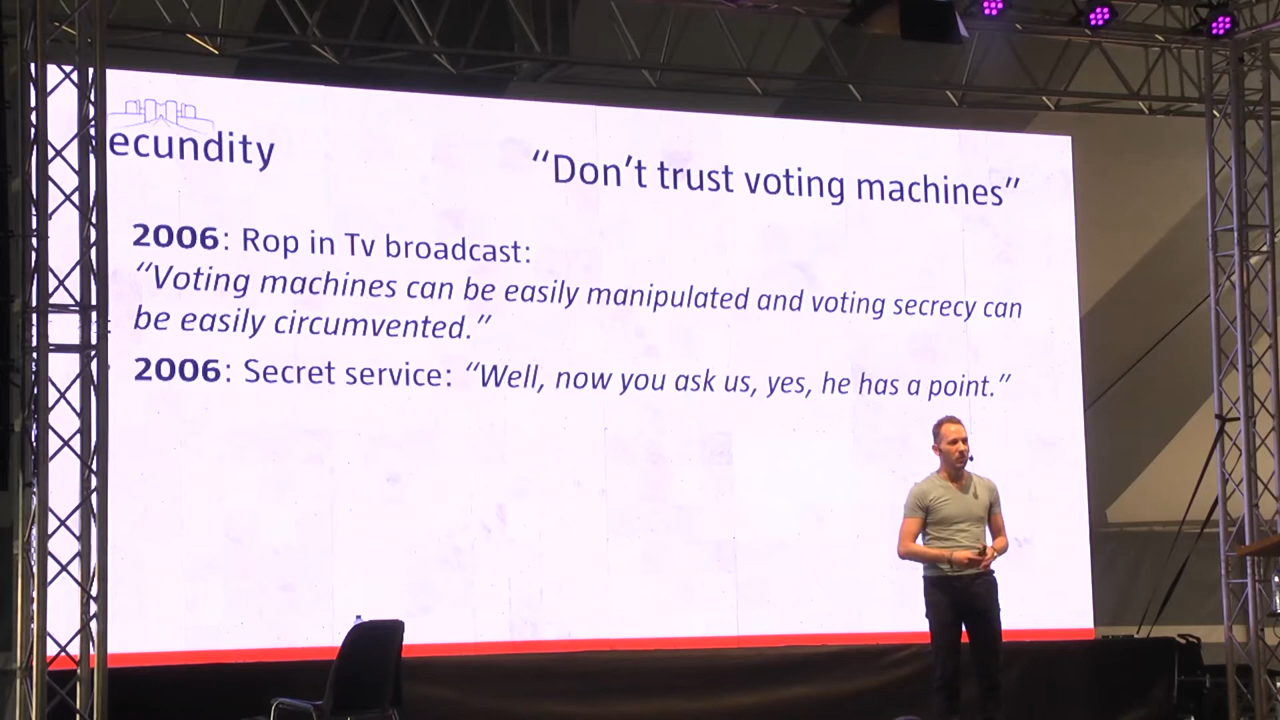 ecundity
“Don’t trust voting machines”
2006: Rop in Tv broadcast:
“Voting machines can be easily manipulated and voting secrecy can
be easily circumvented.”
2006: Secret service: “Well, now you ask us, yes, he has a point.”